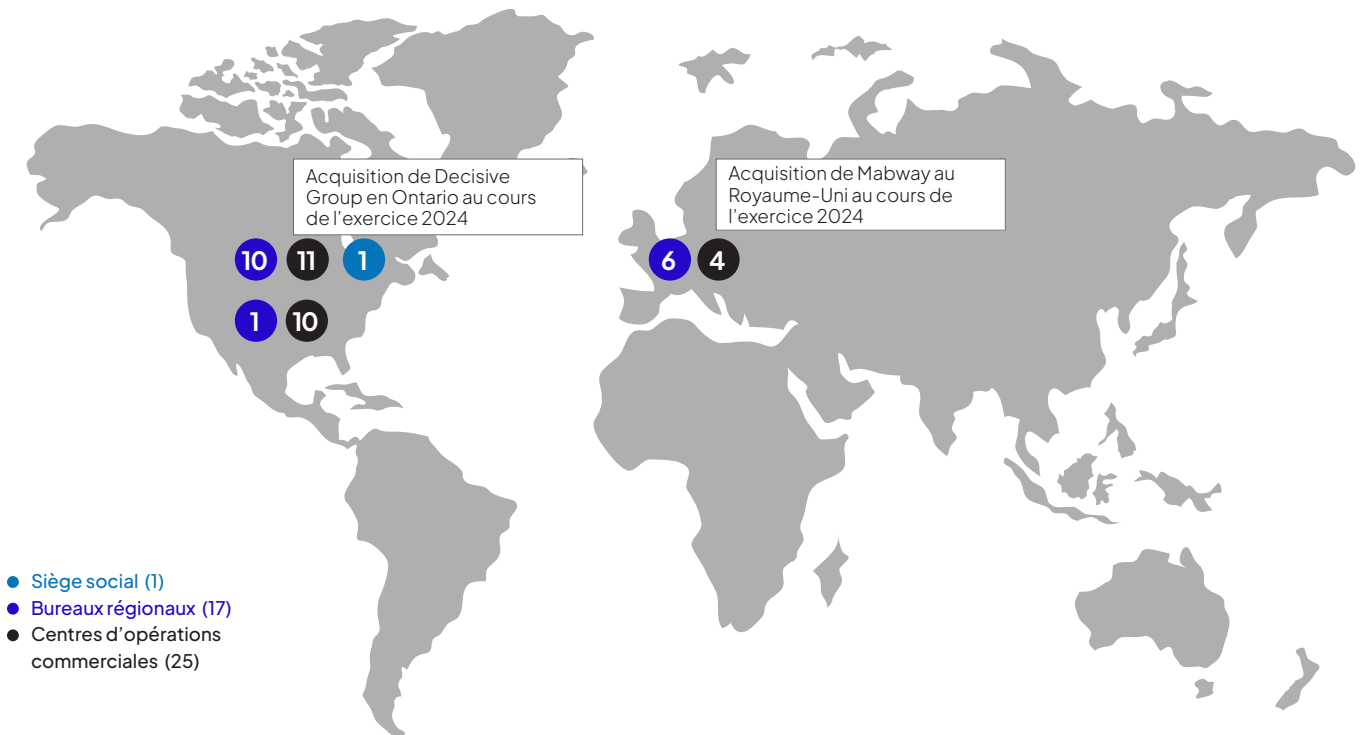 Acquisition de Decisive
Group en Ontario au cours
de l’exercice 2024
Acquisition de Mabway au
Royaume-Uni au cours de
l’exercice 2024
10 11 1
6 4
1 10
Siège social (1)
Bureaux régionaux (17)
Centres d’opérations
commerciales (25)